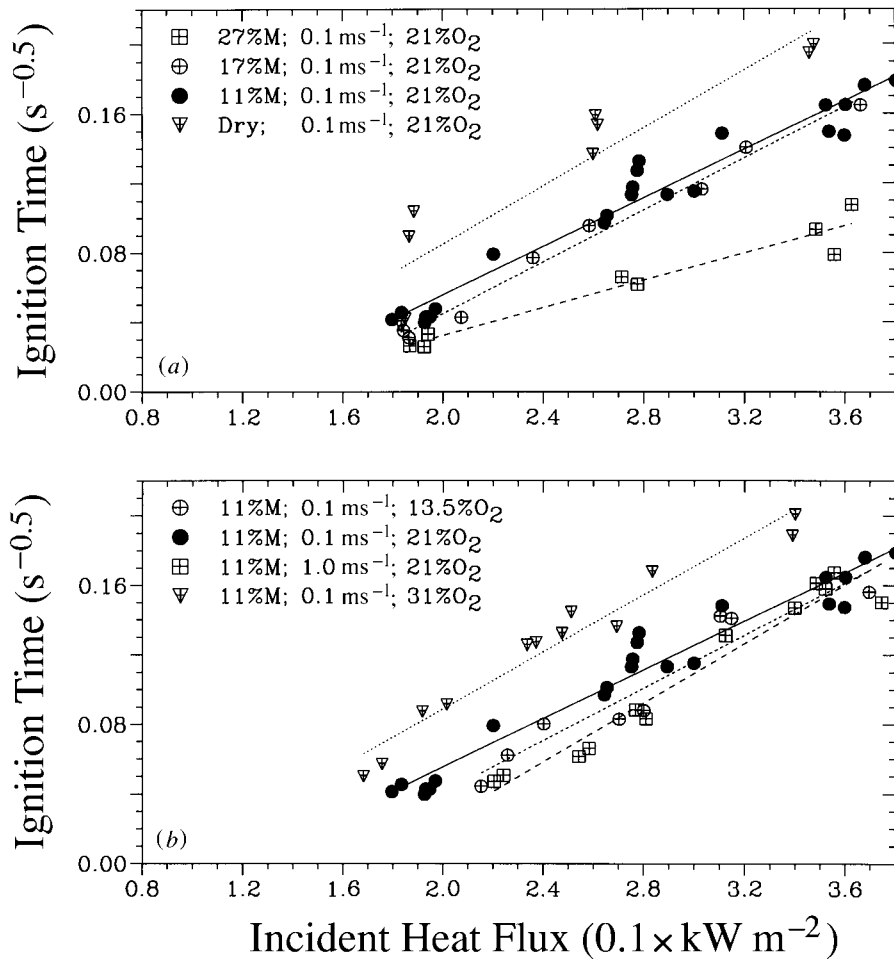 Ignition Time (s⁻⁰·⁵)
27%M; 0.1 ms⁻¹; 21%O₂
17%M; 0.1 ms⁻¹; 21%O₂
11%M; 0.1 ms⁻¹; 21%O₂
Dry; 0.1 ms⁻¹; 21%O₂
0.16
0.08
0.00
(a)
0.8 1.2 1.6 2.0 2.4 2.8 3.2 3.6
Ignition Time (s⁻⁰·⁵)
11%M; 0.1 ms⁻¹; 13.5%O₂
11%M; 0.1 ms⁻¹; 21%O₂
11%M; 1.0 ms⁻¹; 21%O₂
11%M; 0.1 ms⁻¹; 31%O₂
0.16
0.08
0.00
(b)
0.8 1.2 1.6 2.0 2.4 2.8 3.2 3.6
Incident Heat Flux (0.1 × kW m⁻²)